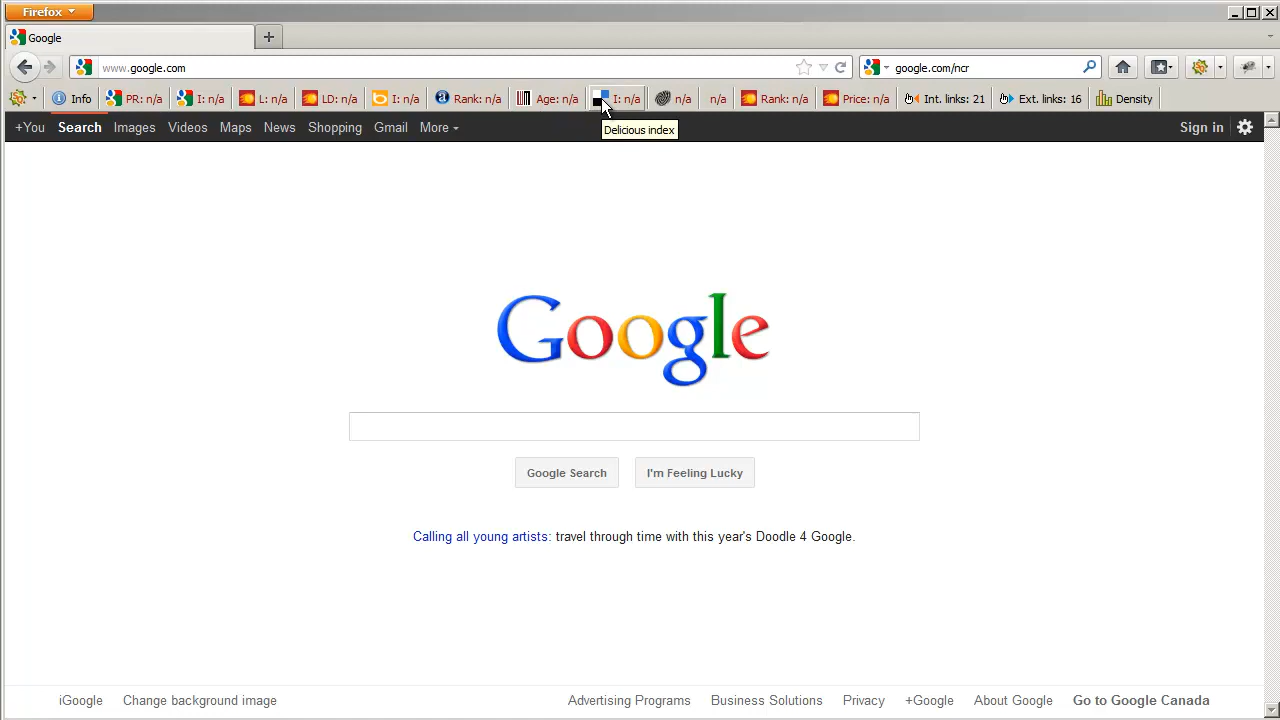 Firefox
Google
www.google.com
google.com/ncr
Info PR: n/a I: n/a L: n/a LD: n/a I: n/a Rank: n/a Age: n/a I: n/a n/a n/a Rank: n/a Price: n/a Int. links: 21 Ext. links: 16 Density
+You Search Images Videos Maps News Shopping Gmail More Sign in
Delicious index
Google
Google Search I'm Feeling Lucky
Calling all young artists: travel through time with this year's Doodle 4 Google.
iGoogle Change background image Advertising Programs Business Solutions Privacy +Google About Google Go to Google Canada